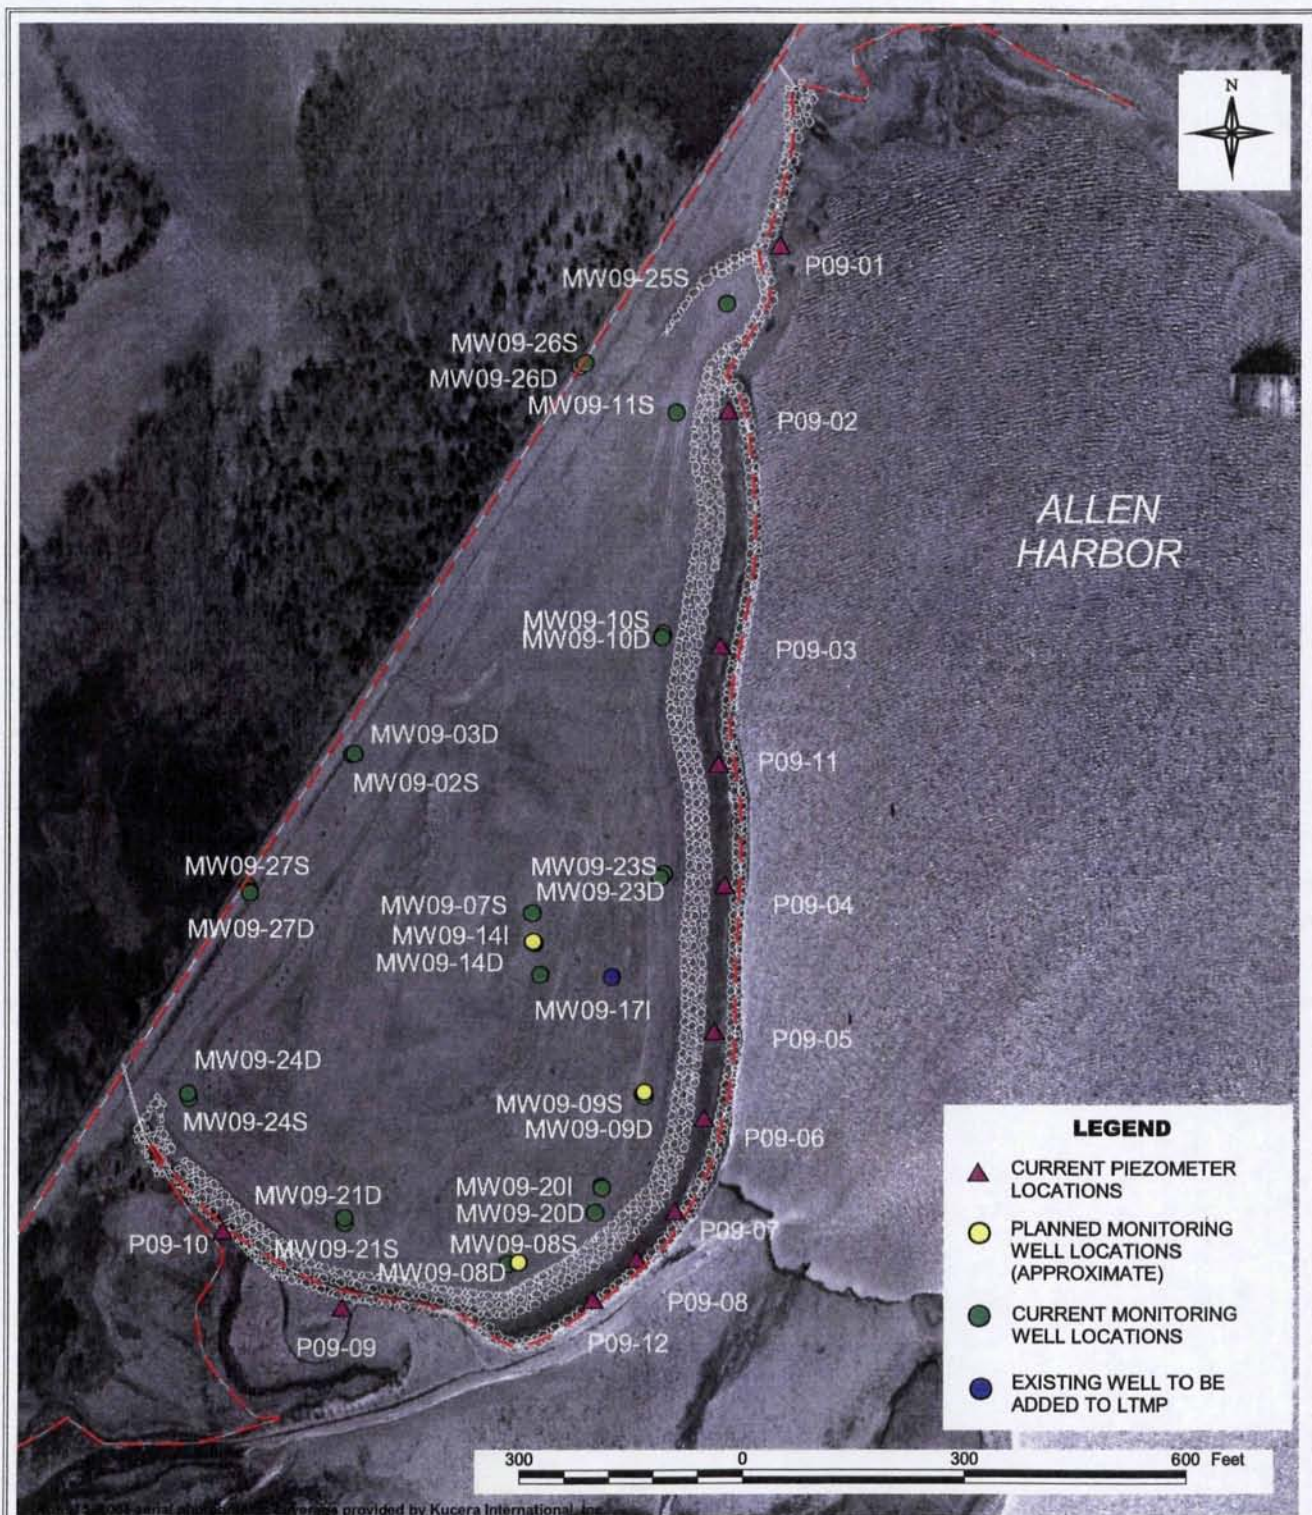 N
P09-01
MW09-25S
MW09-26S
MW09-26D
MW09-11S
P09-02
ALLEN
HARBOR
MW09-10S
MW09-10D
P09-03
MW09-03D
MW09-02S
P09-11
MW09-27S
MW09-27D
MW09-23S
MW09-23D
MW09-07S
MW09-14I
MW09-14D
P09-04
MW09-17I
P09-05
MW09-24D
MW09-24S
MW09-09S
MW09-09D
P09-06
MW09-21D
MW09-21S
MW09-20I
MW09-20D
MW09-08S
MW09-08D
P09-10
P09-07
P09-08
P09-09
P09-12
LEGEND
CURRENT PIEZOMETER
LOCATIONS
PLANNED MONITORING
WELL LOCATIONS
(APPROXIMATE)
CURRENT MONITORING
WELL LOCATIONS
EXISTING WELL TO BE
ADDED TO LTMP
300 0 300 600 Feet
aerial coverage provided by Kucera International, Inc.